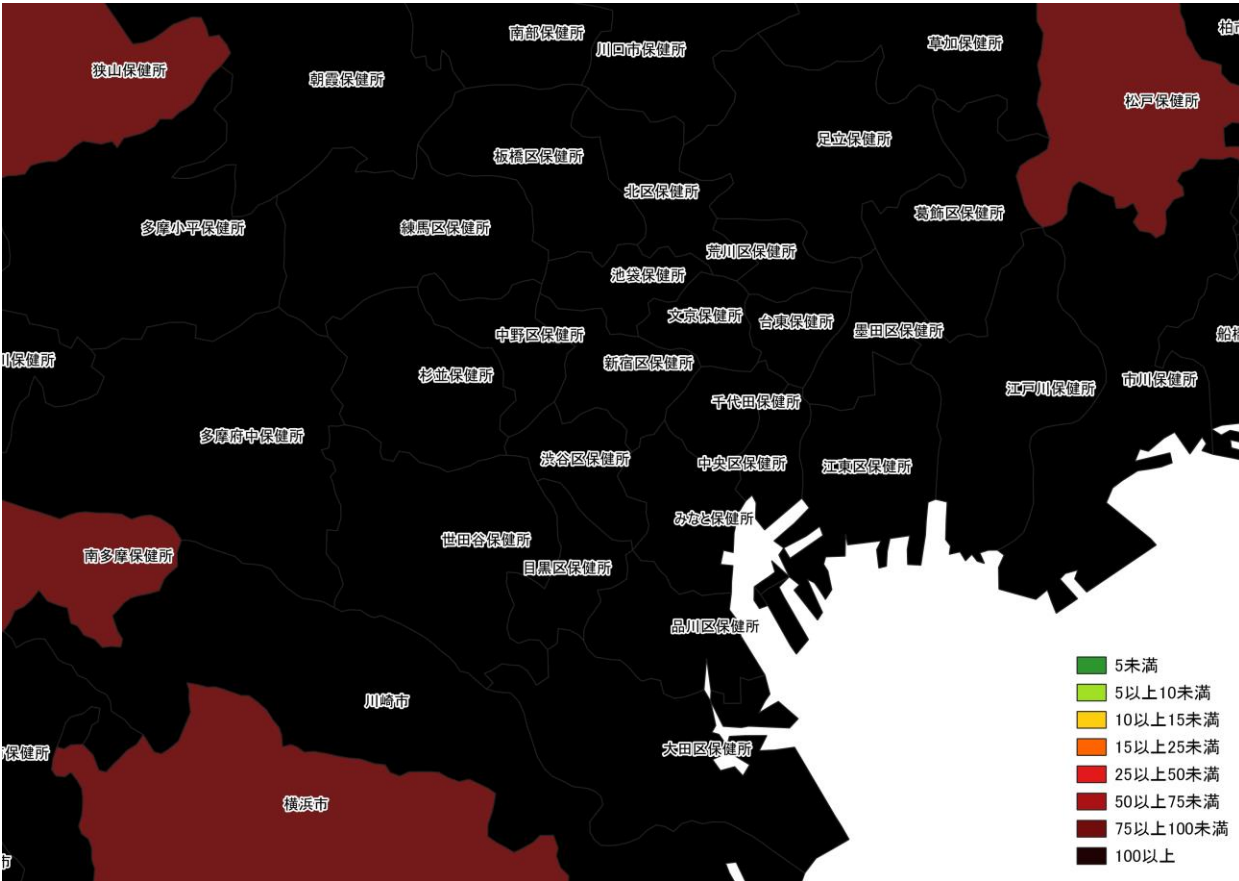 南部保健所
川口市保健所
草加保健所
柏市
狭山保健所
朝霞保健所
松戸保健所
足立保健所
板橋区保健所
北区保健所
葛飾区保健所
多摩小平保健所
練馬区保健所
荒川区保健所
池袋保健所
文京保健所
台東保健所
墨田区保健所
中野区保健所
船橋
川保健所
新宿区保健所
杉並保健所
市川保健所
江戸川保健所
千代田保健所
多摩府中保健所
渋谷区保健所
中央区保健所
江東区保健所
みなと保健所
世田谷保健所
南多摩保健所
目黒区保健所
品川区保健所
川崎市
大田区保健所
保健所
横浜市
市
5未満
5以上10未満
10以上15未満
15以上25未満
25以上50未満
50以上75未満
75以上100未満
100以上